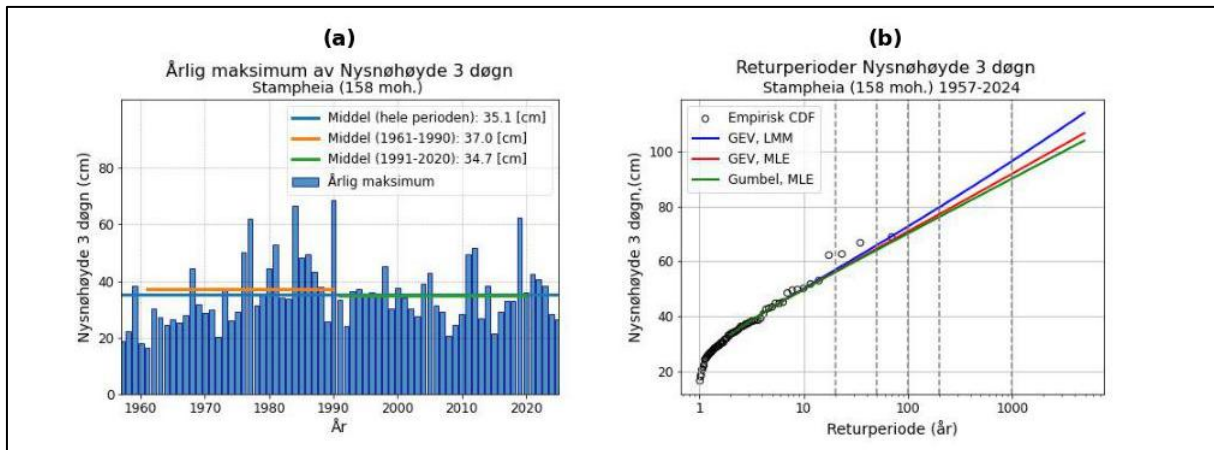 (a)
Årlig maksimum av Nysnøhøyde 3 døgn
Stampheia (158 moh.)
Middel (hele perioden): 35.1 [cm]
Middel (1961-1990): 37.0 [cm]
Middel (1991-2020): 34.7 [cm]
Årlig maksimum
Nysnøhøyde 3 døgn (cm)
80
60
40
20
0
1960 1970 1980 1990 2000 2010 2020
År
(b)
Returperioder Nysnøhøyde 3 døgn
Stampheia (158 moh.) 1957-2024
Empirisk CDF
GEV, LMM
GEV, MLE
Gumbel, MLE
Nysnøhøyde 3 døgn,(cm)
100
80
60
40
20
1 10 100 1000
Returperiode (år)